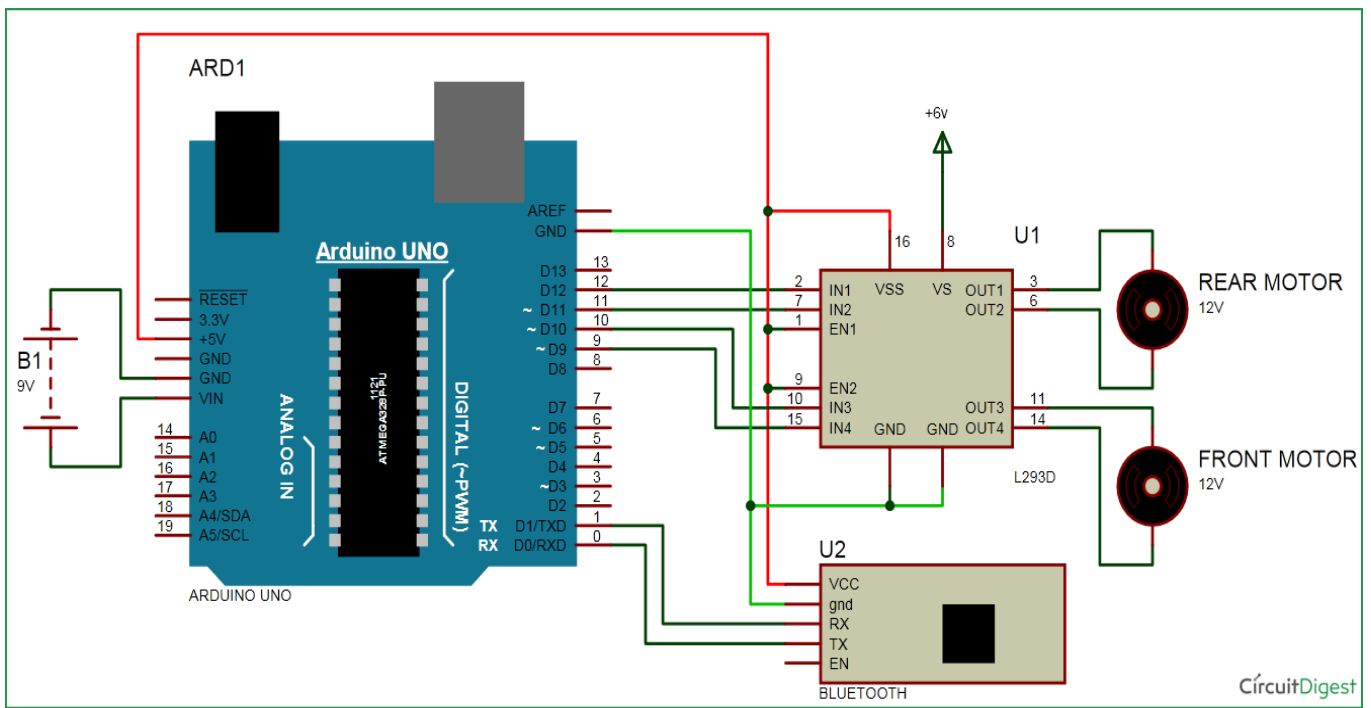 ARD1
+6v
AREF
GND
16
8
U1
Arduino UNO
13
D13
12
D12
11
~ D11
10
~ D10
9
~ D9
8
D8
2
IN1
VSS
VS
OUT1
3
7
IN2
OUT2
6
1
EN1
REAR MOTOR
12V
RESET
3.3V
+5V
GND
GND
VIN
B1
9V
1121
ATMEGA328P-PU
ANALOG IN
DIGITAL (~PWM)
9
EN2
10
IN3
OUT3
11
15
IN4
GND
GND
OUT4
14
L293D
FRONT MOTOR
12V
7
D7
6
~ D6
5
~ D5
4
D4
3
~D3
2
D2
TX
D1/TXD
1
RX
D0/RXD
0
14
A0
15
A1
16
A2
17
A3
18
A4/SDA
19
A5/SCL
ARDUINO UNO
U2
VCC
gnd
RX
TX
EN
BLUETOOTH
CírcuitDigest